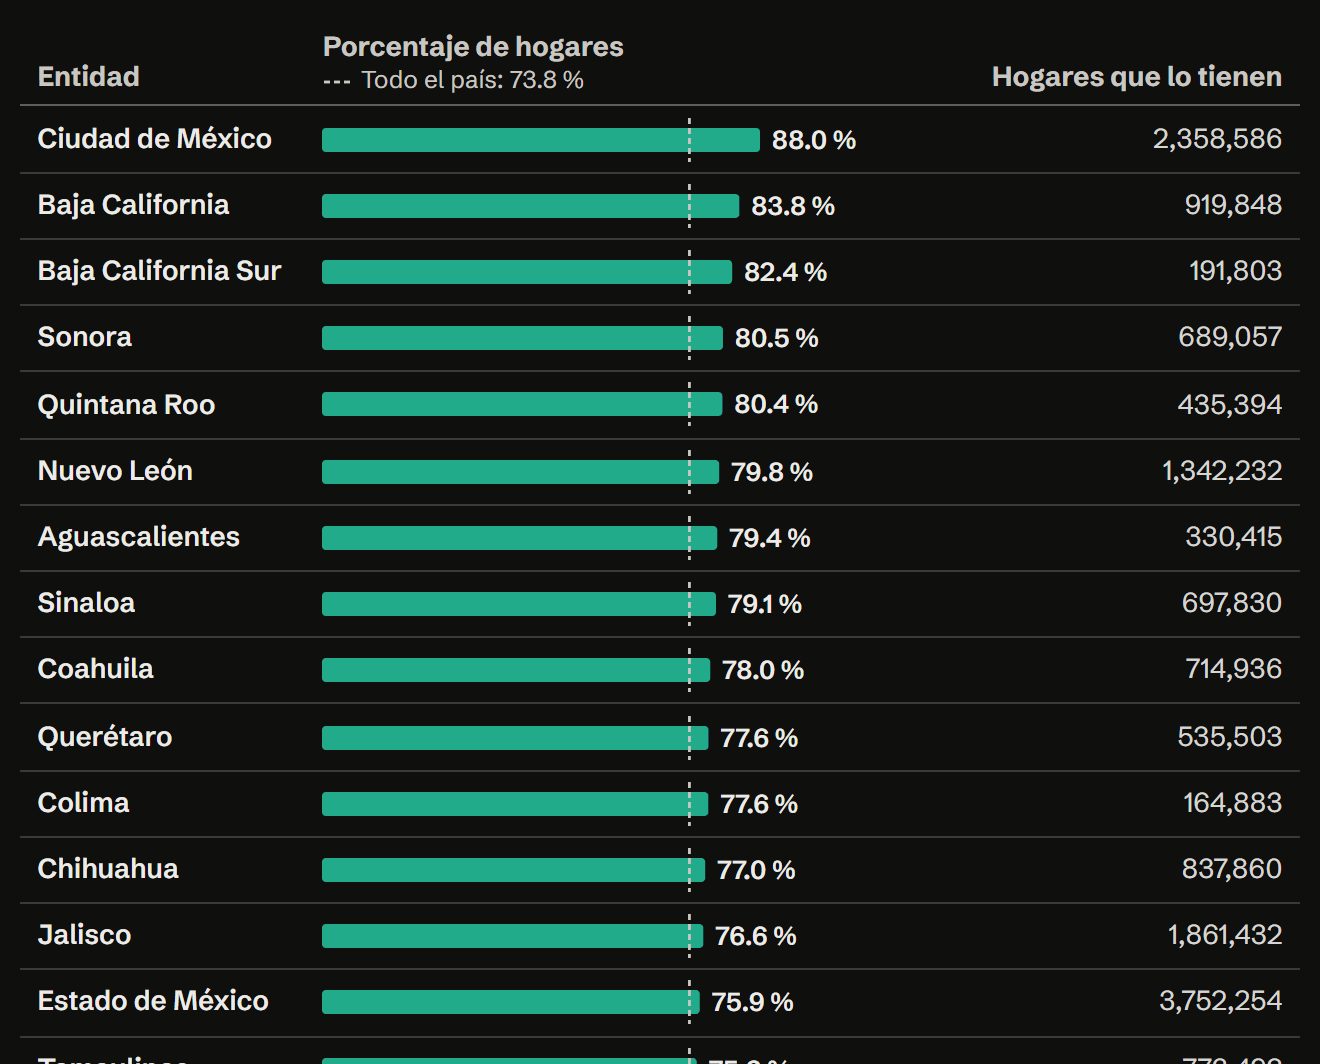 Entidad
Porcentaje de hogares
Todo el país: 73.8 %
Hogares que lo tienen
Ciudad de México 88.0 % 2,358,586
Baja California 83.8 % 919,848
Baja California Sur 82.4 % 191,803
Sonora 80.5 % 689,057
Quintana Roo 80.4 % 435,394
Nuevo León 79.8 % 1,342,232
Aguascalientes 79.4 % 330,415
Sinaloa 79.1 % 697,830
Coahuila 78.0 % 714,936
Querétaro 77.6 % 535,503
Colima 77.6 % 164,883
Chihuahua 77.0 % 837,860
Jalisco 76.6 % 1,861,432
Estado de México 75.9 % 3,752,254